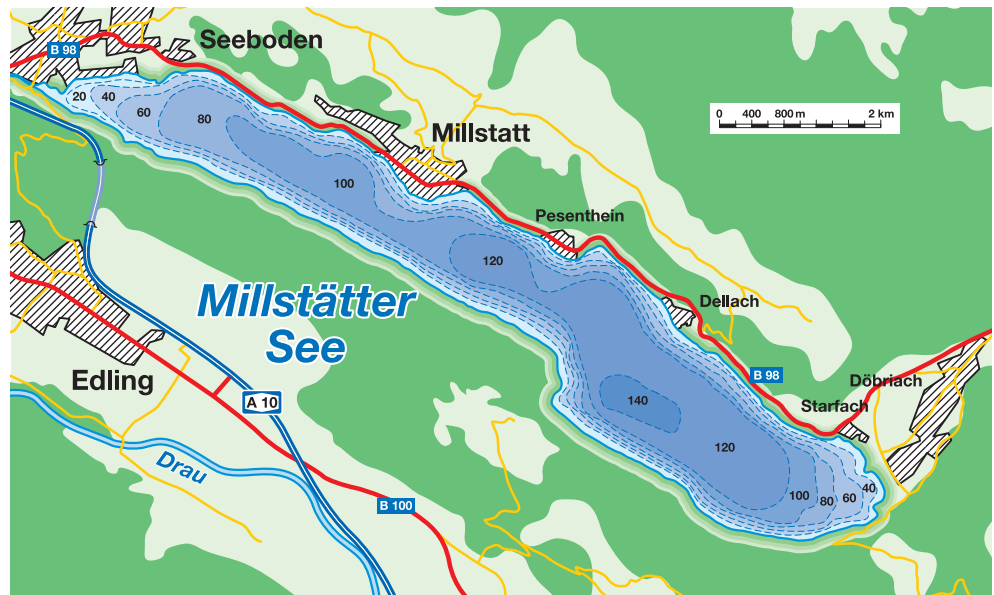 B 98
Seeboden
20
40
60
80
100
Millstatt
0 400 800 m 2 km
Pesenthein
120
Dellach
Millstätter
See
Edling
A 10
B 98
Döbriach
Starfach
140
120
100
80
60
40
Drau
B 100